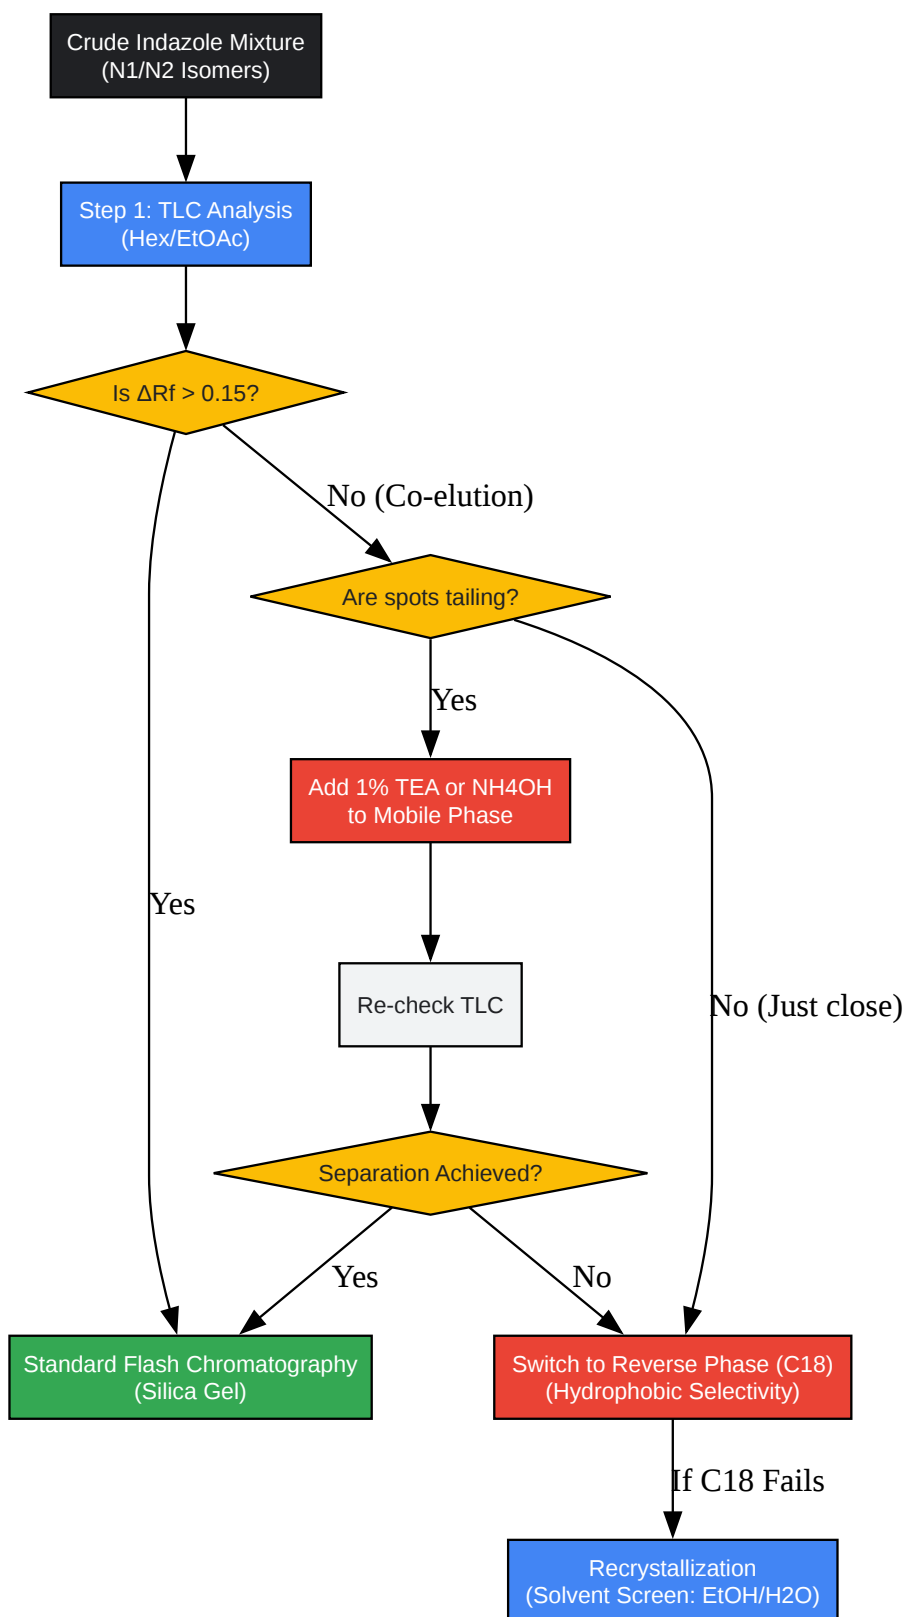 Crude Indazole Mixture
(N1/N2 Isomers)
Step 1: TLC Analysis
(Hex/EtOAc)
Is ΔRf > 0.15?
No (Co-elution)
Are spots tailing?
Yes
Add 1% TEA or NH4OH
to Mobile Phase
Yes
Re-check TLC
No (Just close)
Separation Achieved?
Yes
No
Standard Flash Chromatography
(Silica Gel)
Switch to Reverse Phase (C18)
(Hydrophobic Selectivity)
If C18 Fails
Recrystallization
(Solvent Screen: EtOH/H2O)